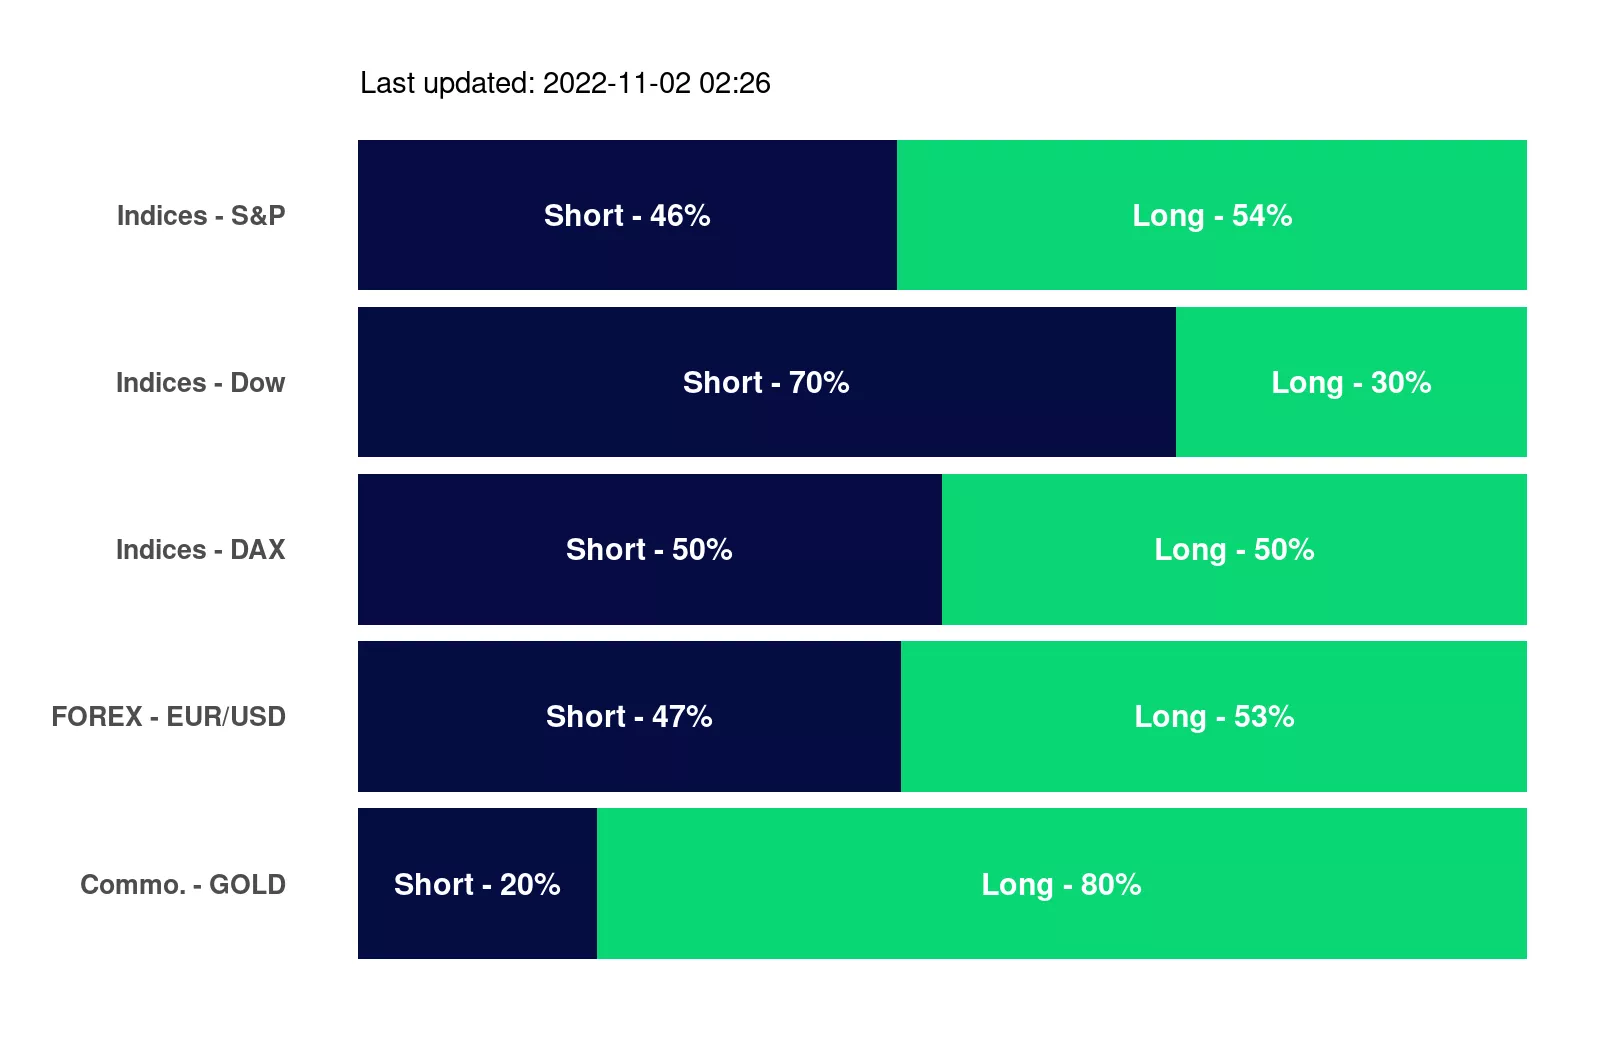 Last updated: 2022-11-02 02:26
Indices - S&P
Short - 46%
Long - 54%
Indices - Dow
Short - 70%
Long - 30%
Indices - DAX
Short - 50%
Long - 50%
FOREX - EUR/USD
Short - 47%
Long - 53%
Commo. - GOLD
Short - 20%
Long - 80%